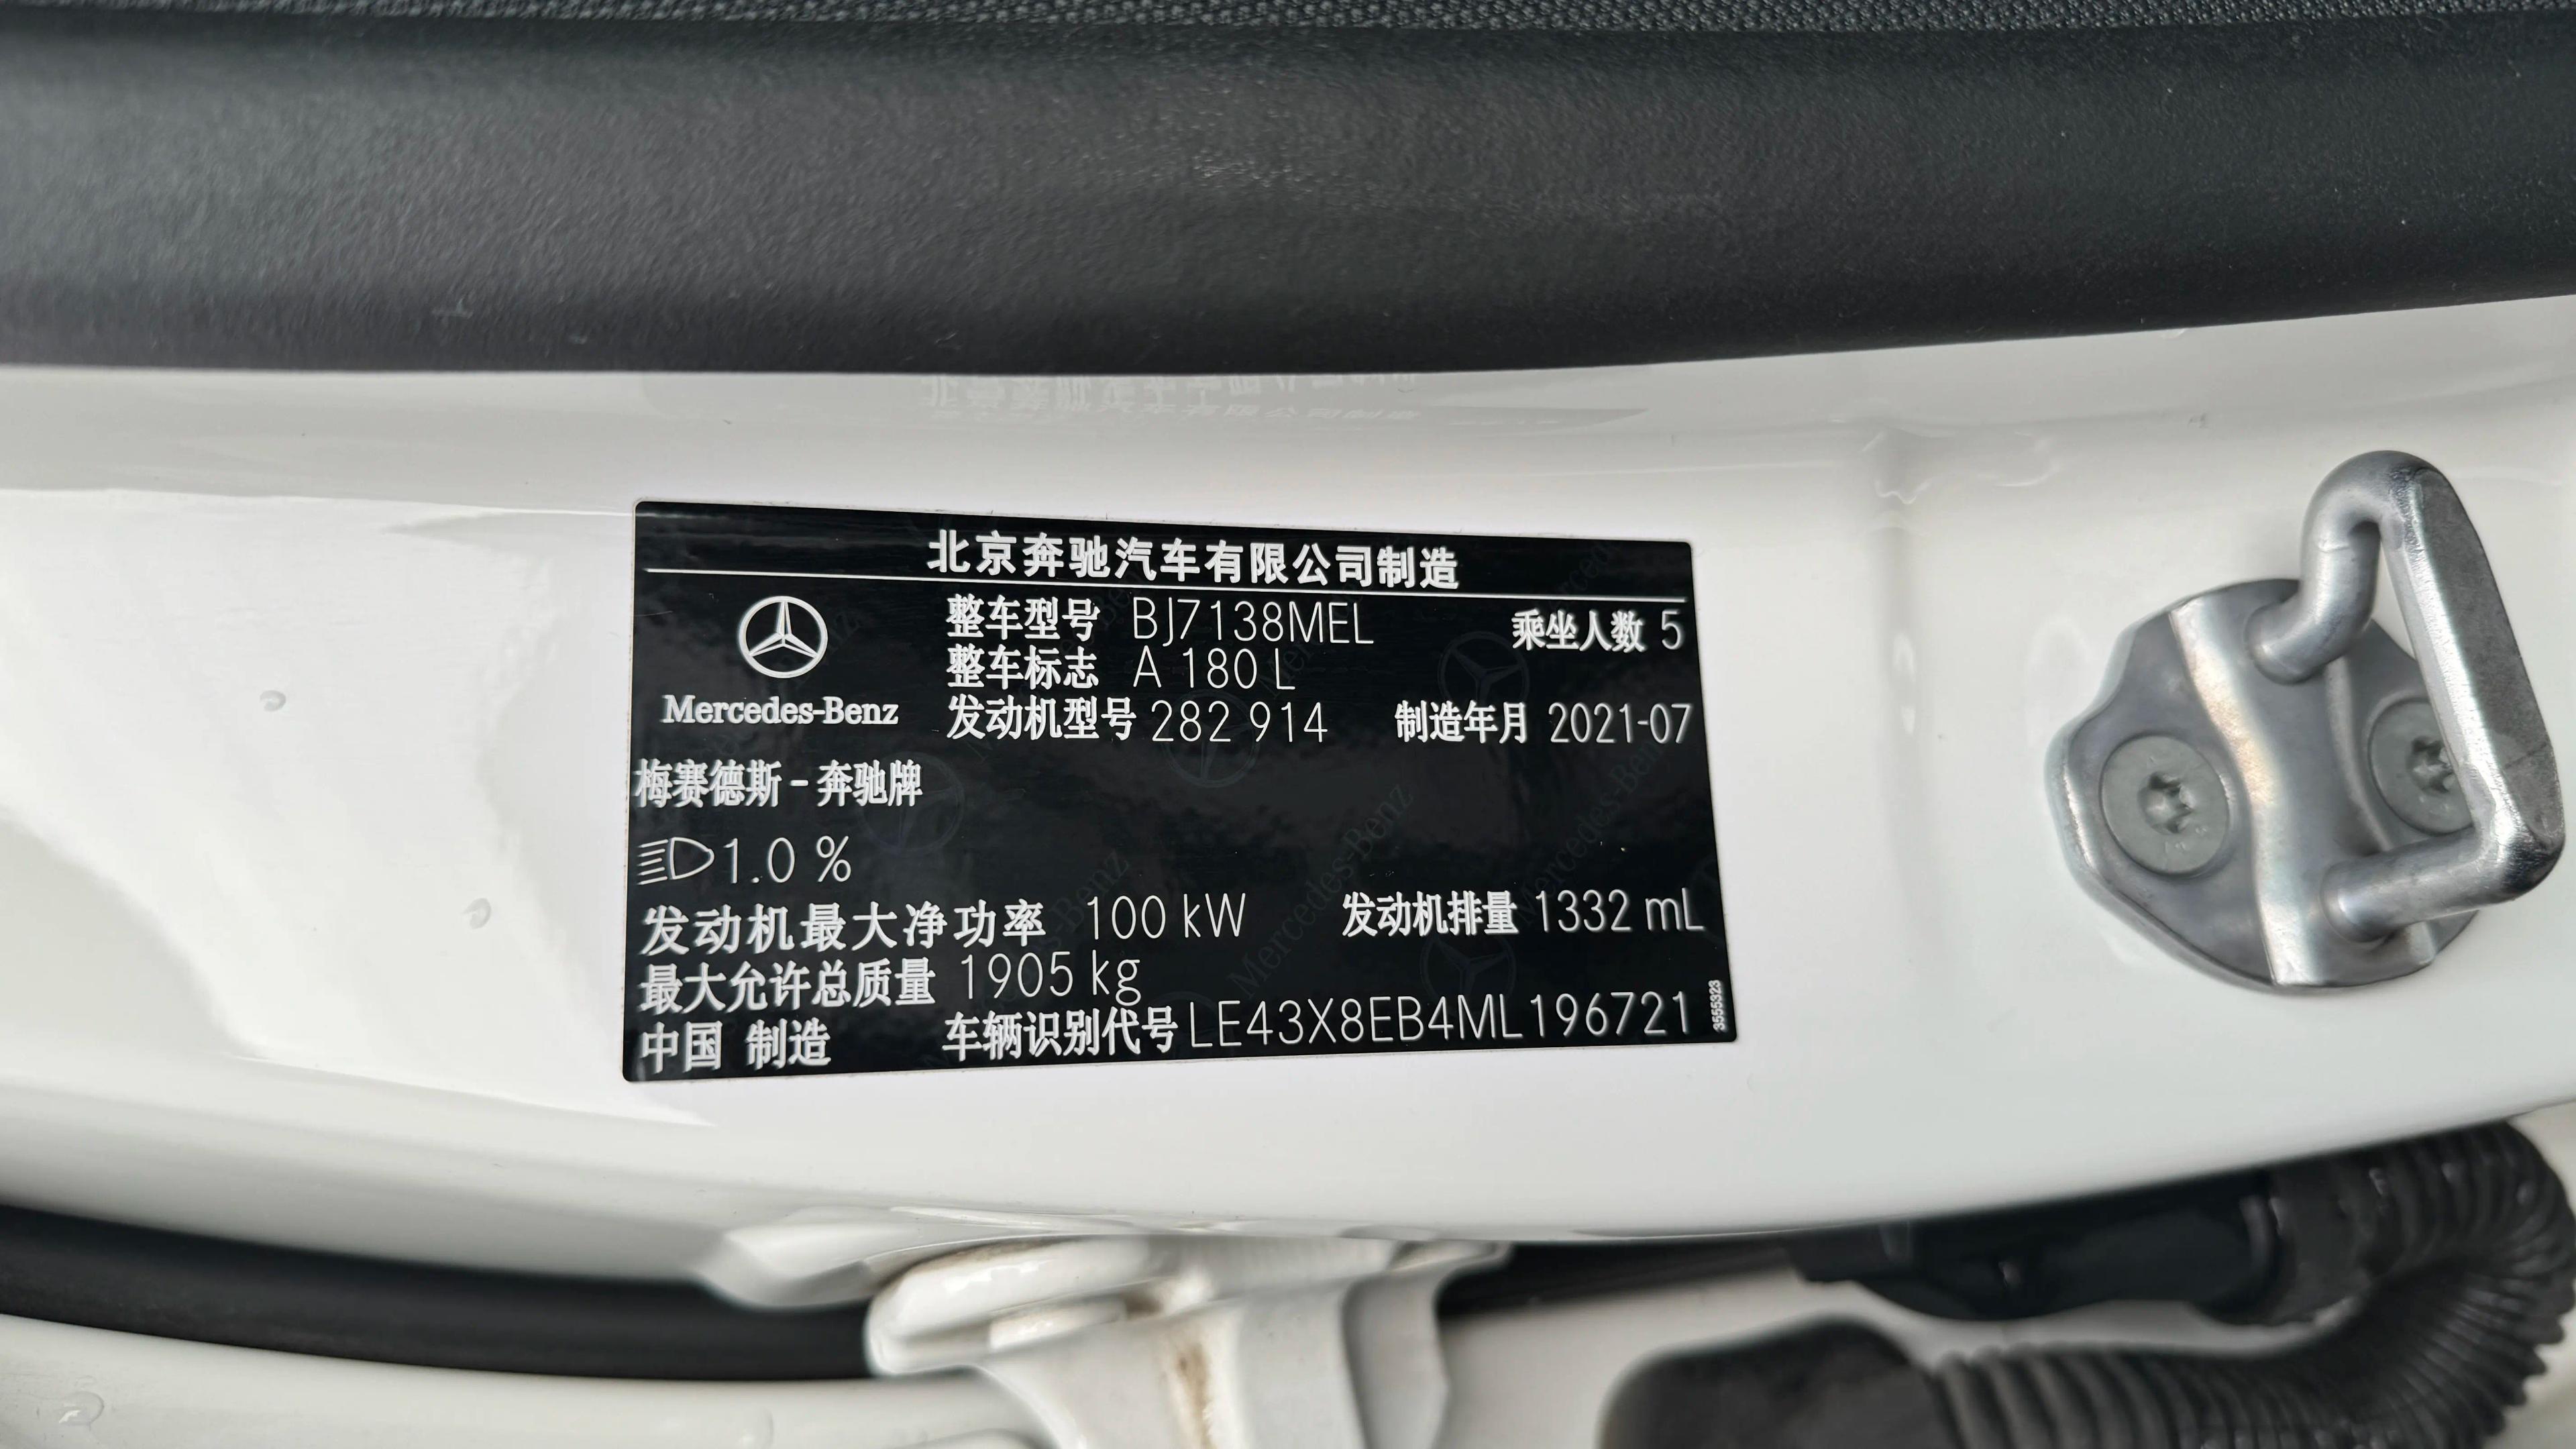 北京奔驰汽车有限公司制造
整车型号 BJ7138MEL 乘坐人数 5
整车标志 A 180 L
Mercedes-Benz 发动机型号 282 914 制造年月 2021-07
梅赛德斯-奔驰牌
1.0 %
发动机最大净功率 100 kW 发动机排量 1332 mL
最大允许总质量 1905 kg
中国 制造 车辆识别代号 LE43X8EB4ML196721
3555323